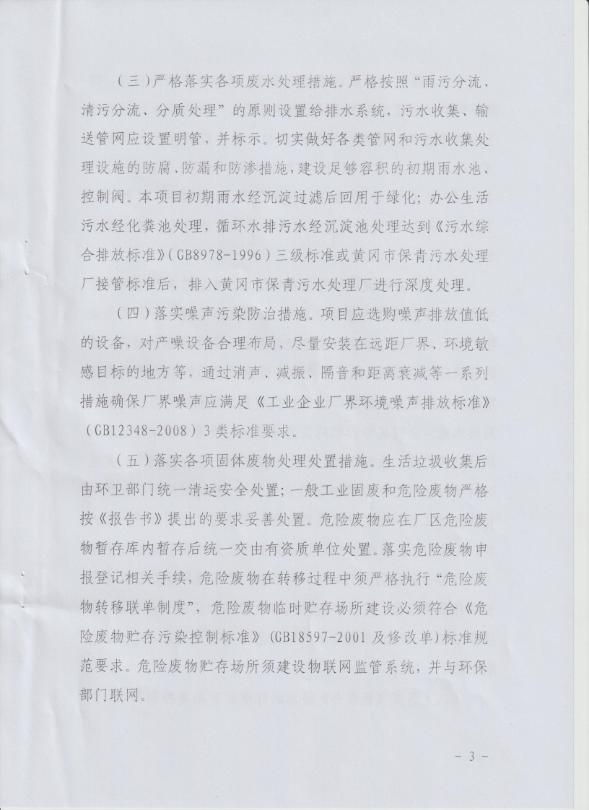 （三）严格落实各项废水处理措施。严格按照“雨污分流、
清污分流、分质处理”的原则设置给排水系统，污水收集、输
送管网应设置明管，并标示。切实做好各类管网和污水收集处
理设施的防腐、防漏和防渗措施，建设足够容积的初期雨水池、
控制阀。本项目初期雨水经沉淀过滤后回用于绿化；办公生活
污水经化粪池处理，循环水排污水经沉淀池处理达到《污水综
合排放标准》（GB8978-1996）三级标准或黄冈市保青污水处理
厂接管标准后，排入黄冈市保青污水处理厂进行深度处理。
（四）落实噪声污染防治措施。项目应选购噪声排放值低
的设备，对产噪设备合理布局，尽量安装在远距厂界、环境敏
感目标的地方等，通过消声、减振、隔音和距离衰减等一系列
措施确保厂界噪声应满足《工业企业厂界环境噪声排放标准》
（GB12348-2008）3类标准要求。
（五）落实各项固体废物处理处置措施。生活垃圾收集后
由环卫部门统一清运安全处置；一般工业固废和危险废物严格
按《报告书》提出的要求妥善处置。危险废物应在厂区危险废
物暂存库内暂存后统一交由有资质单位处置。落实危险废物申
报登记相关手续，危险废物在转移过程中须严格执行“危险废
物转移联单制度”，危险废物临时贮存场所建设必须符合《危
险废物贮存污染控制标准》（GB18597-2001及修改单）标准规
范要求。危险废物贮存场所须建设物联网监管系统，并与环保
部门联网。
- 3 -